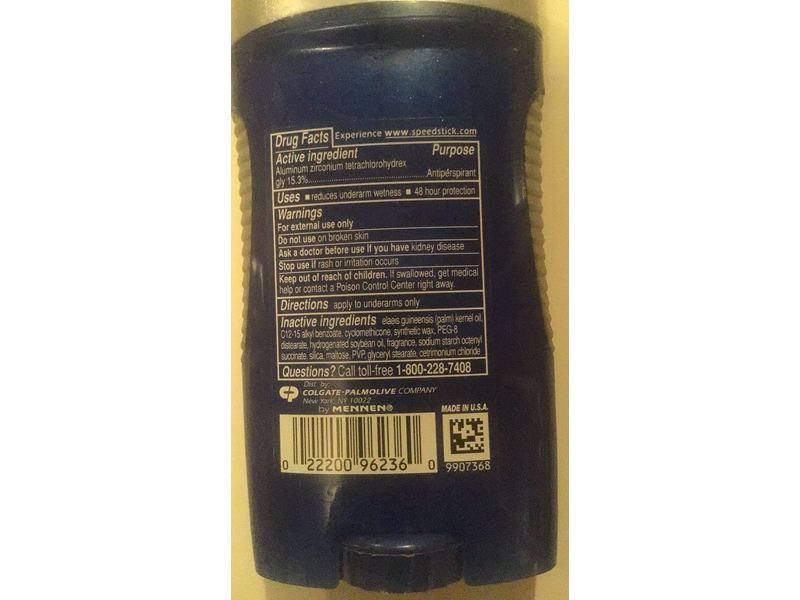 Drug Facts Experience www.speedstick.com
Active ingredient Purpose
Aluminum zirconium tetrachlorohydrex
gly 15.3%..........................................Antiperspirant
Uses ■ reduces underarm wetness ■ 48 hour protection
Warnings
For external use only
Do not use on broken skin
Ask a doctor before use if you have kidney disease
Stop use if rash or irritation occurs
Keep out of reach of children. If swallowed, get medical
help or contact a Poison Control Center right away.
Directions apply to underarms only
Inactive ingredients elaeis guineensis (palm) kernel oil,
C12-15 alkyl benzoate, cyclomethicone, synthetic wax, PEG-8
distearate, hydrogenated soybean oil, fragrance, sodium starch octenyl
succinate, silica, maltose, PVP, glyceryl stearate, cetrimonium chloride
Questions? Call toll-free 1-800-228-7408
Dist. by:
CP COLGATE-PALMOLIVE COMPANY
New York, NY 10022
by MENNEN®
MADE IN U.S.A.
0 22200 96236 0
9907368